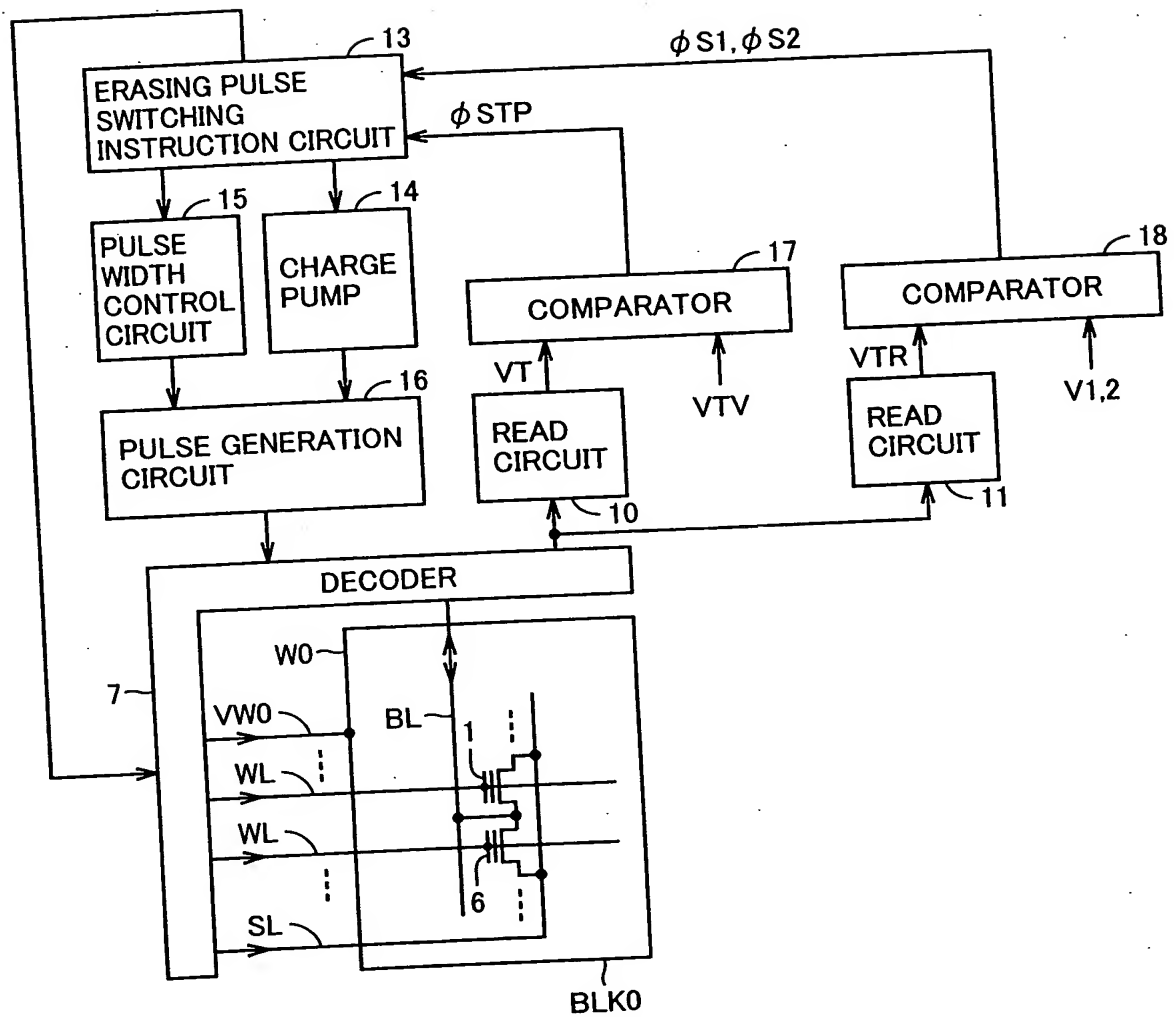 13
φS1,φS2
ERASING PULSE
SWITCHING
INSTRUCTION CIRCUIT
φSTP
15
14
PULSE
WIDTH
CONTROL
CIRCUIT
CHARGE
PUMP
17
COMPARATOR
18
COMPARATOR
16
PULSE GENERATION
CIRCUIT
VT
VTV
VTR
V1,2
READ
CIRCUIT
10
READ
CIRCUIT
11
DECODER
7
W0
VW0
BL
1
WL
WL
6
SL
BLK0